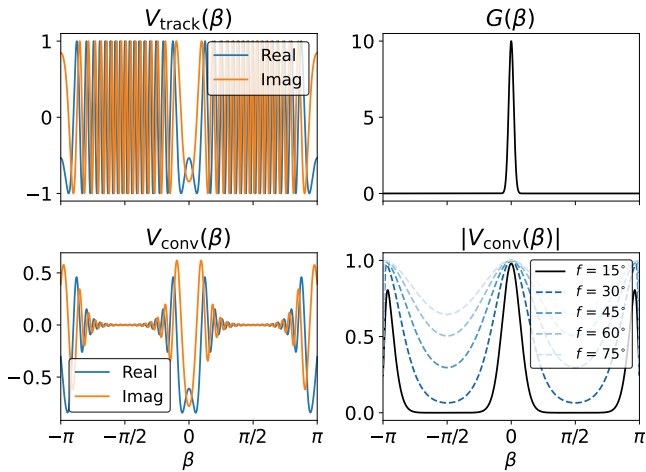 V_track(β)
1
0
−1
Real
Imag
G(β)
10
5
0
V_conv(β)
0.5
0.0
−0.5
Real
Imag
−π
−π/2
0
π/2
π
β
|V_conv(β)|
1.0
0.5
0.0
f = 15°
f = 30°
f = 45°
f = 60°
f = 75°
−π
−π/2
0
π/2
π
β